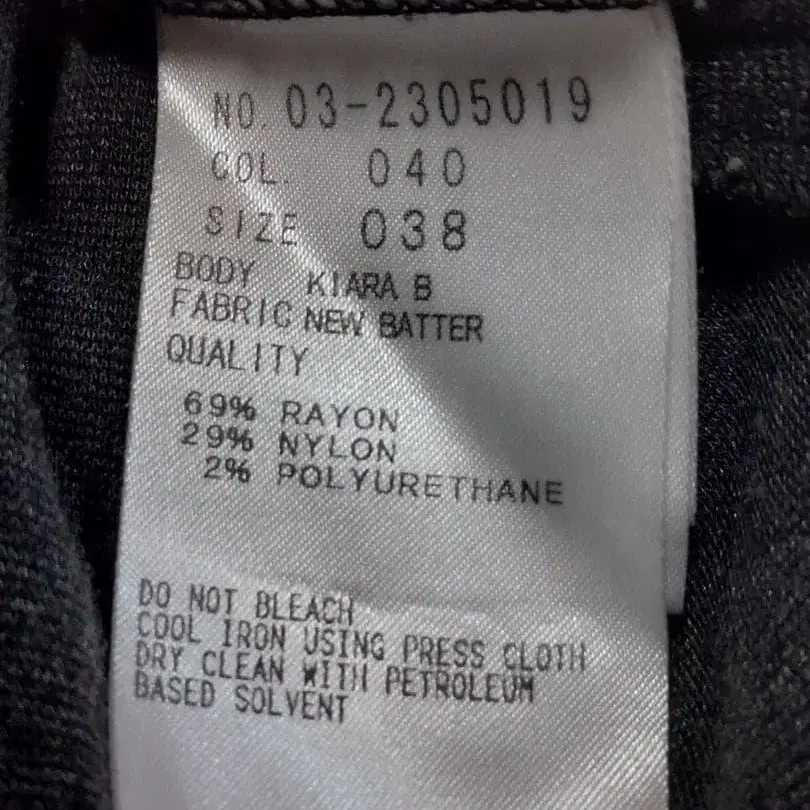 NO. 03-2305019
COL. 040
SIZE 038
BODY KIARA B
FABRIC NEW BATTER
QUALITY
69% RAYON
29% NYLON
2% POLYURETHANE
DO NOT BLEACH
COOL IRON USING PRESS CLOTH
DRY CLEAN WITH PETROLEUM
BASED SOLVENT